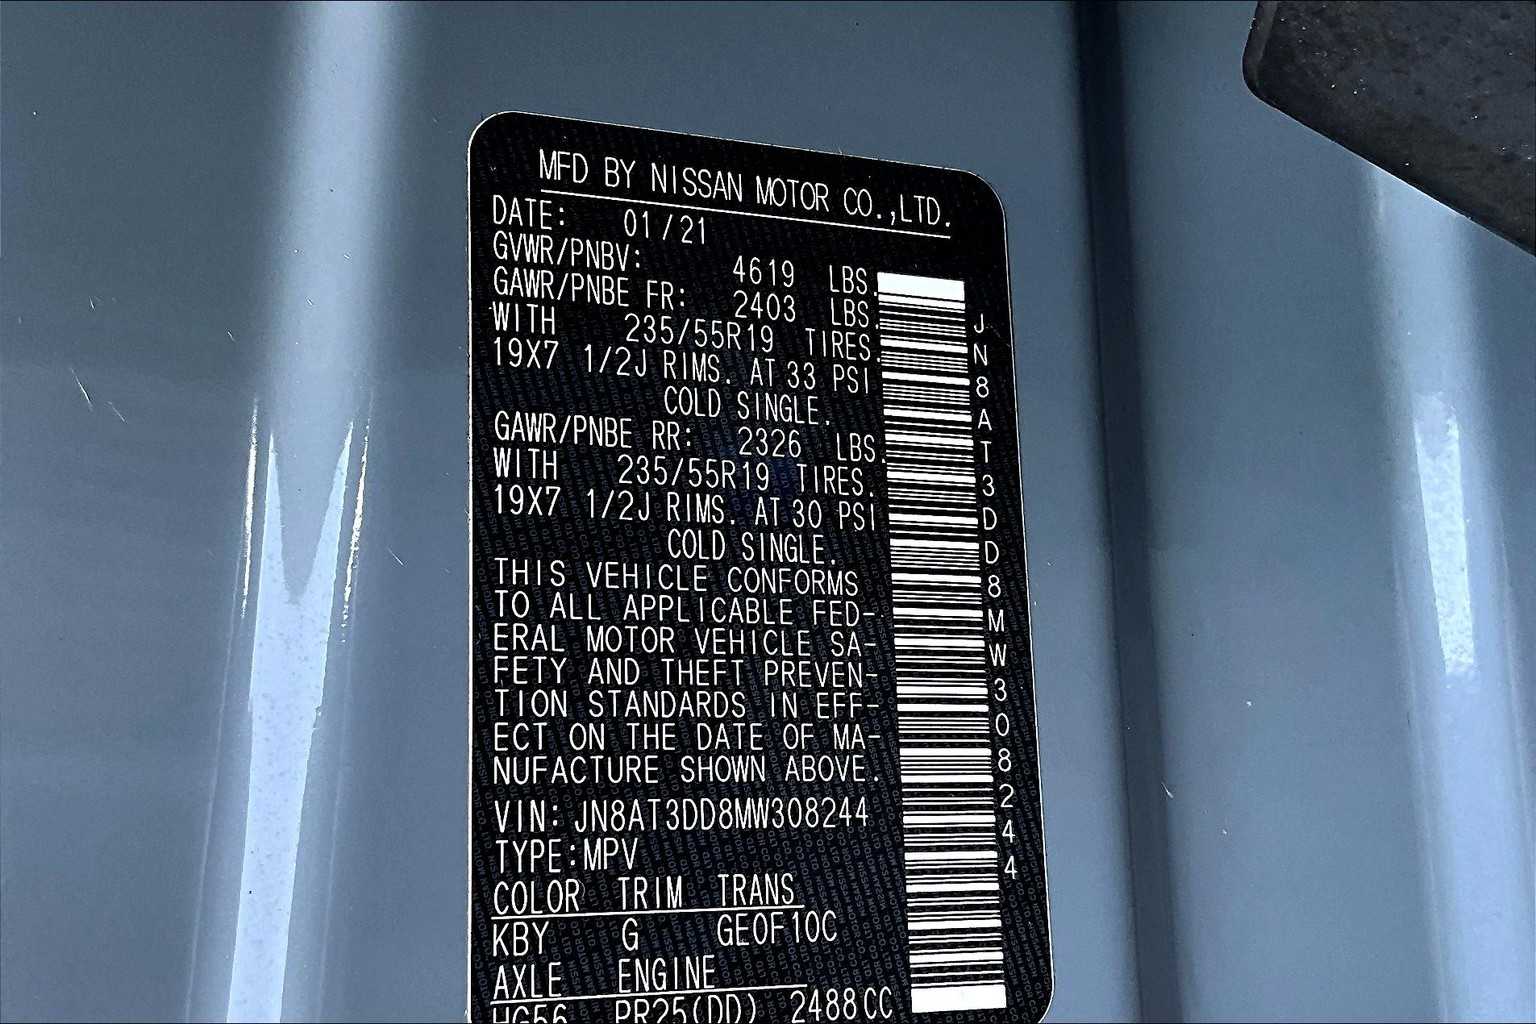 MFD BY NISSAN MOTOR CO.,LTD.
DATE: 01/21
GVWR/PNBV: 4619 LBS.
GAWR/PNBE FR: 2403 LBS.
WITH 235/55R19 TIRES.
19X7 1/2J RIMS. AT 33 PSI
COLD SINGLE.
GAWR/PNBE RR: 2326 LBS.
WITH 235/55R19 TIRES.
19X7 1/2J RIMS. AT 30 PSI
COLD SINGLE.
THIS VEHICLE CONFORMS
TO ALL APPLICABLE FED-
ERAL MOTOR VEHICLE SA-
FETY AND THEFT PREVEN-
TION STANDARDS IN EFF-
ECT ON THE DATE OF MA-
NUFACTURE SHOWN ABOVE.
VIN: JN8AT3DD8MW308244
TYPE:MPV
COLOR TRIM TRANS
KBY G GE0F10C
AXLE ENGINE
HG56 PR25(DD) 2488CC
JN8AT3DD8MW308244